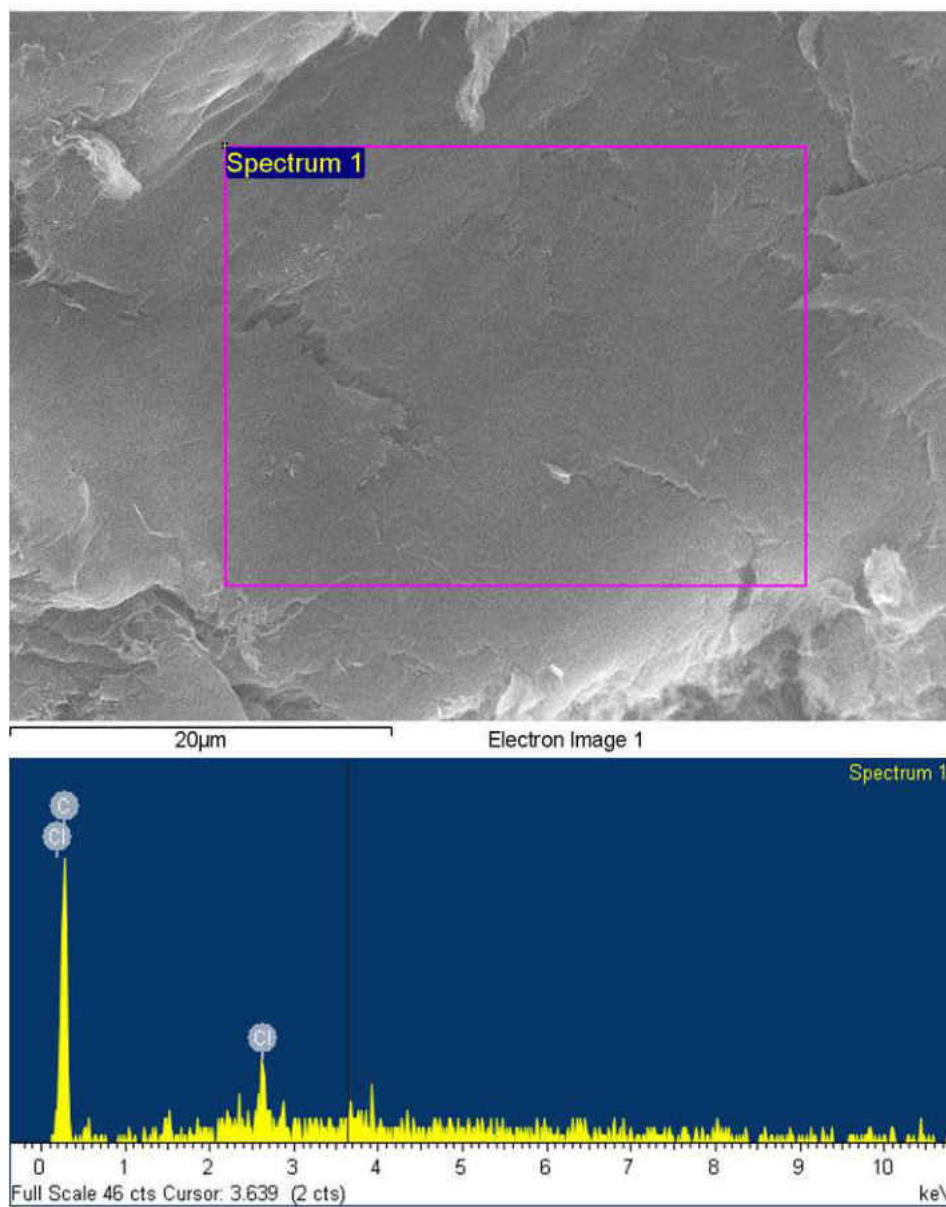 Spectrum 1
20µm Electron Image 1
Spectrum 1
C
Cl
Cl
0 1 2 3 4 5 6 7 8 9 10
Full Scale 46 cts Cursor: 3.639 (2 cts) keV